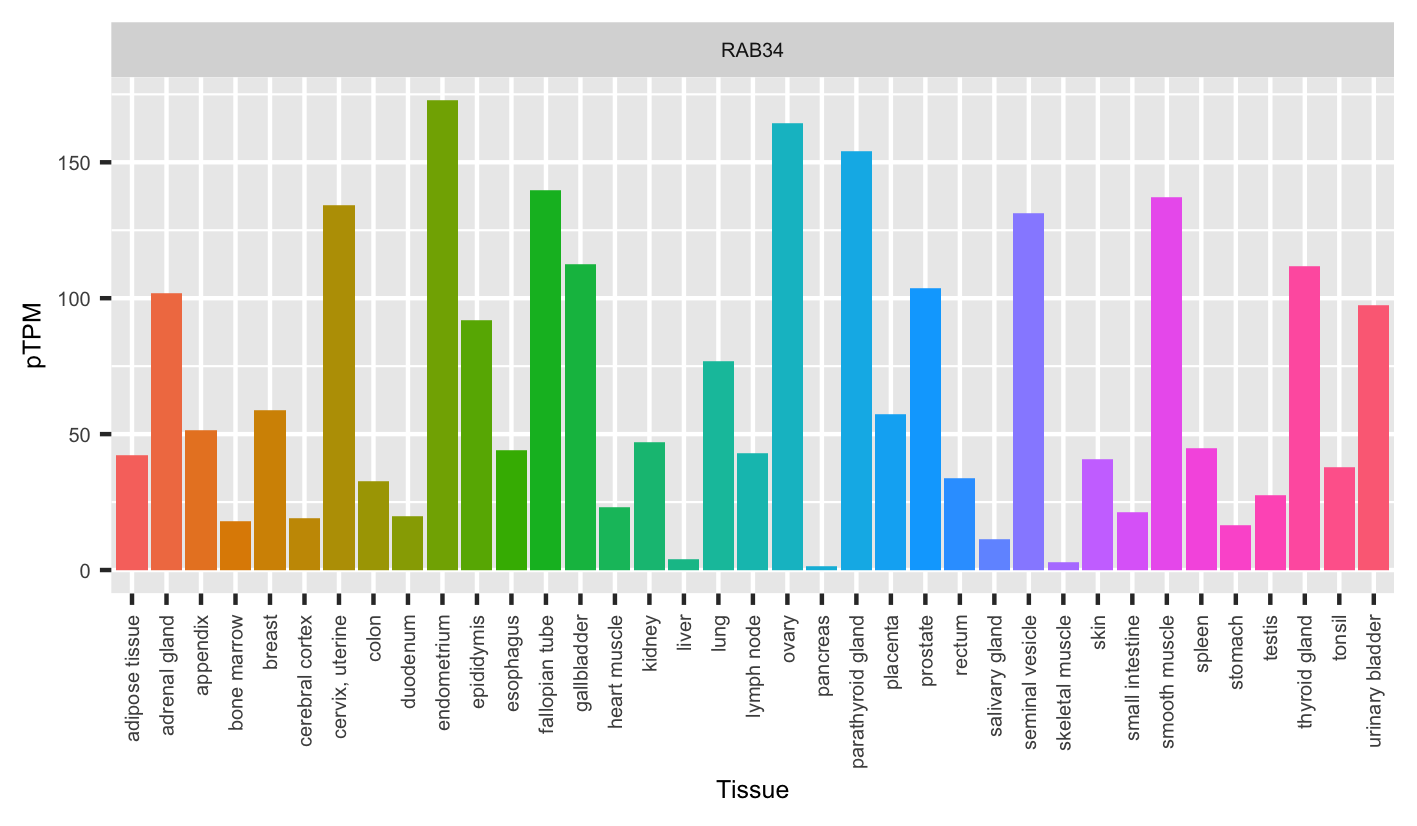 RAB34
pTPM
150
100
50
0
adipose tissue
adrenal gland
appendix
bone marrow
breast
cerebral cortex
cervix, uterine
colon
duodenum
endometrium
epididymis
esophagus
fallopian tube
gallbladder
heart muscle
kidney
liver
lung
lymph node
ovary
pancreas
parathyroid gland
placenta
prostate
rectum
salivary gland
seminal vesicle
skeletal muscle
skin
small intestine
smooth muscle
spleen
stomach
testis
thyroid gland
tonsil
urinary bladder
Tissue